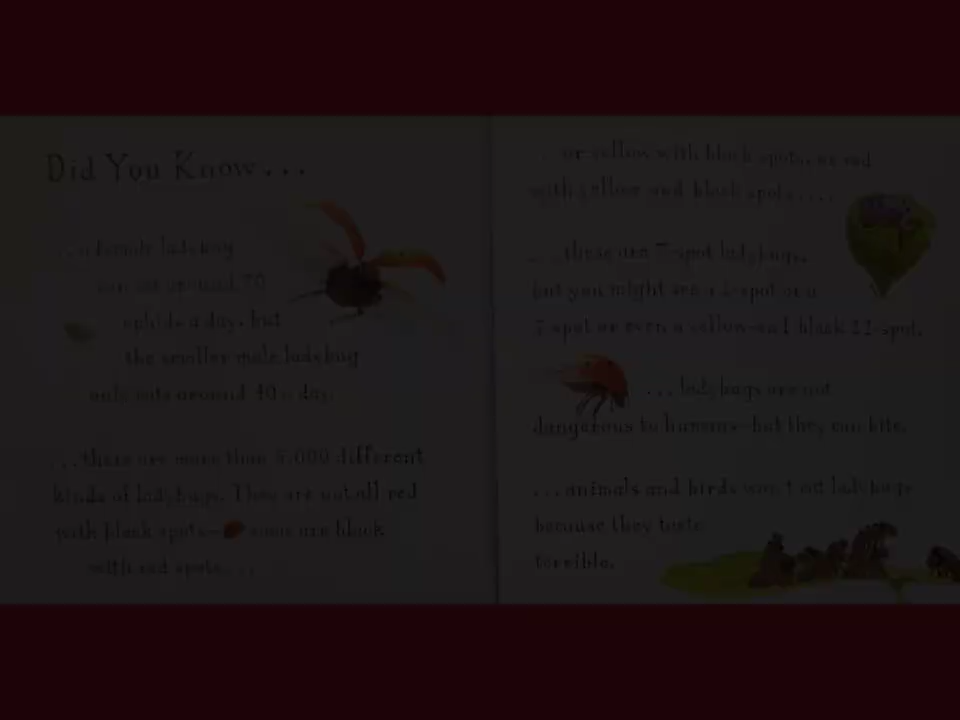 Did You Know...
...a female ladybug
can eat around 70
aphids a day, but
the smaller male ladybug
only eats around 40 a day.
...there are more than 5,000 different
kinds of ladybugs. They are not all red
with black spots—some are black
with red spots....
...or yellow with black spots, or red
with yellow and black spots....
...these are 7-spot ladybugs,
but you might see a 2-spot or a
-spot or even a yellow-and-black 22-spot.
...ladybugs are not
dangerous to humans—but they can bite.
...animals and birds won't eat ladybugs
because they taste
terrible.